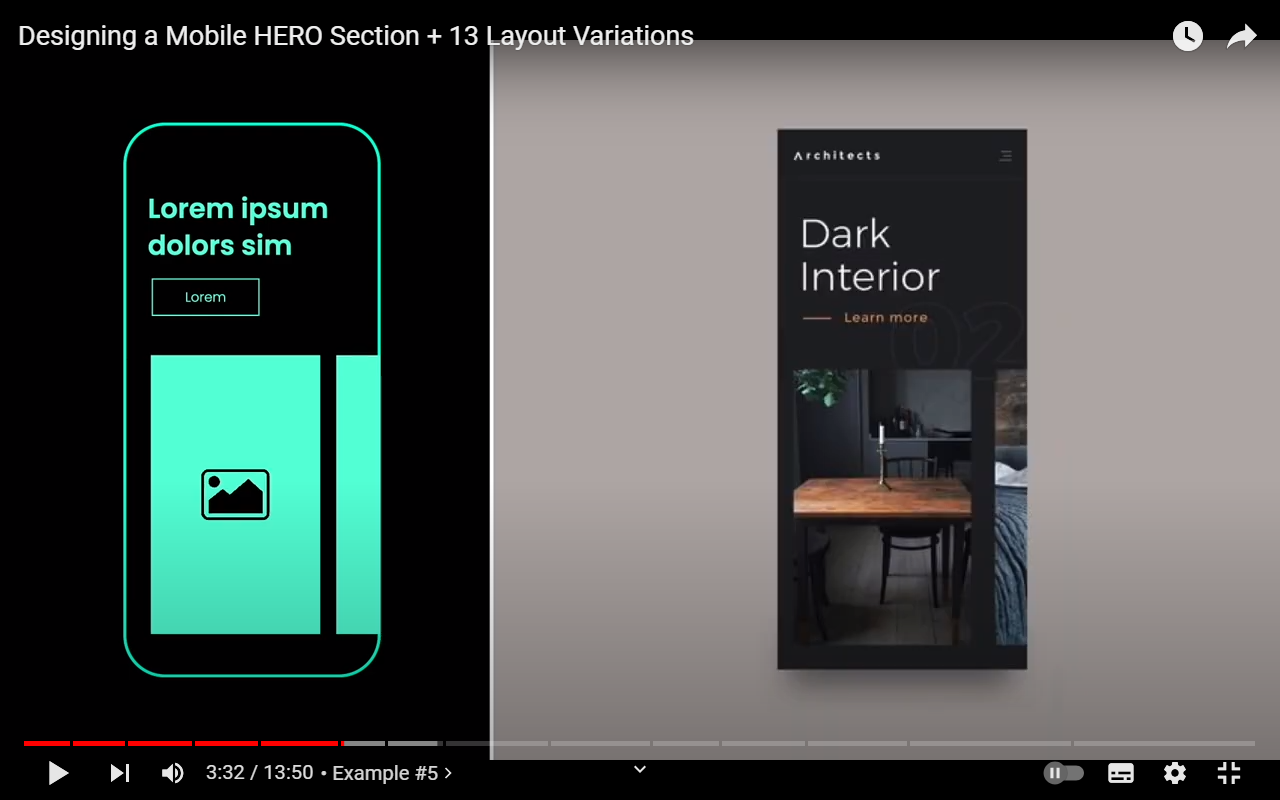 Designing a Mobile HERO Section + 13 Layout Variations
Lorem ipsum
dolors sim
Lorem
Architects
Dark
Interior
Learn more
02
3:32 / 13:50 • Example #5